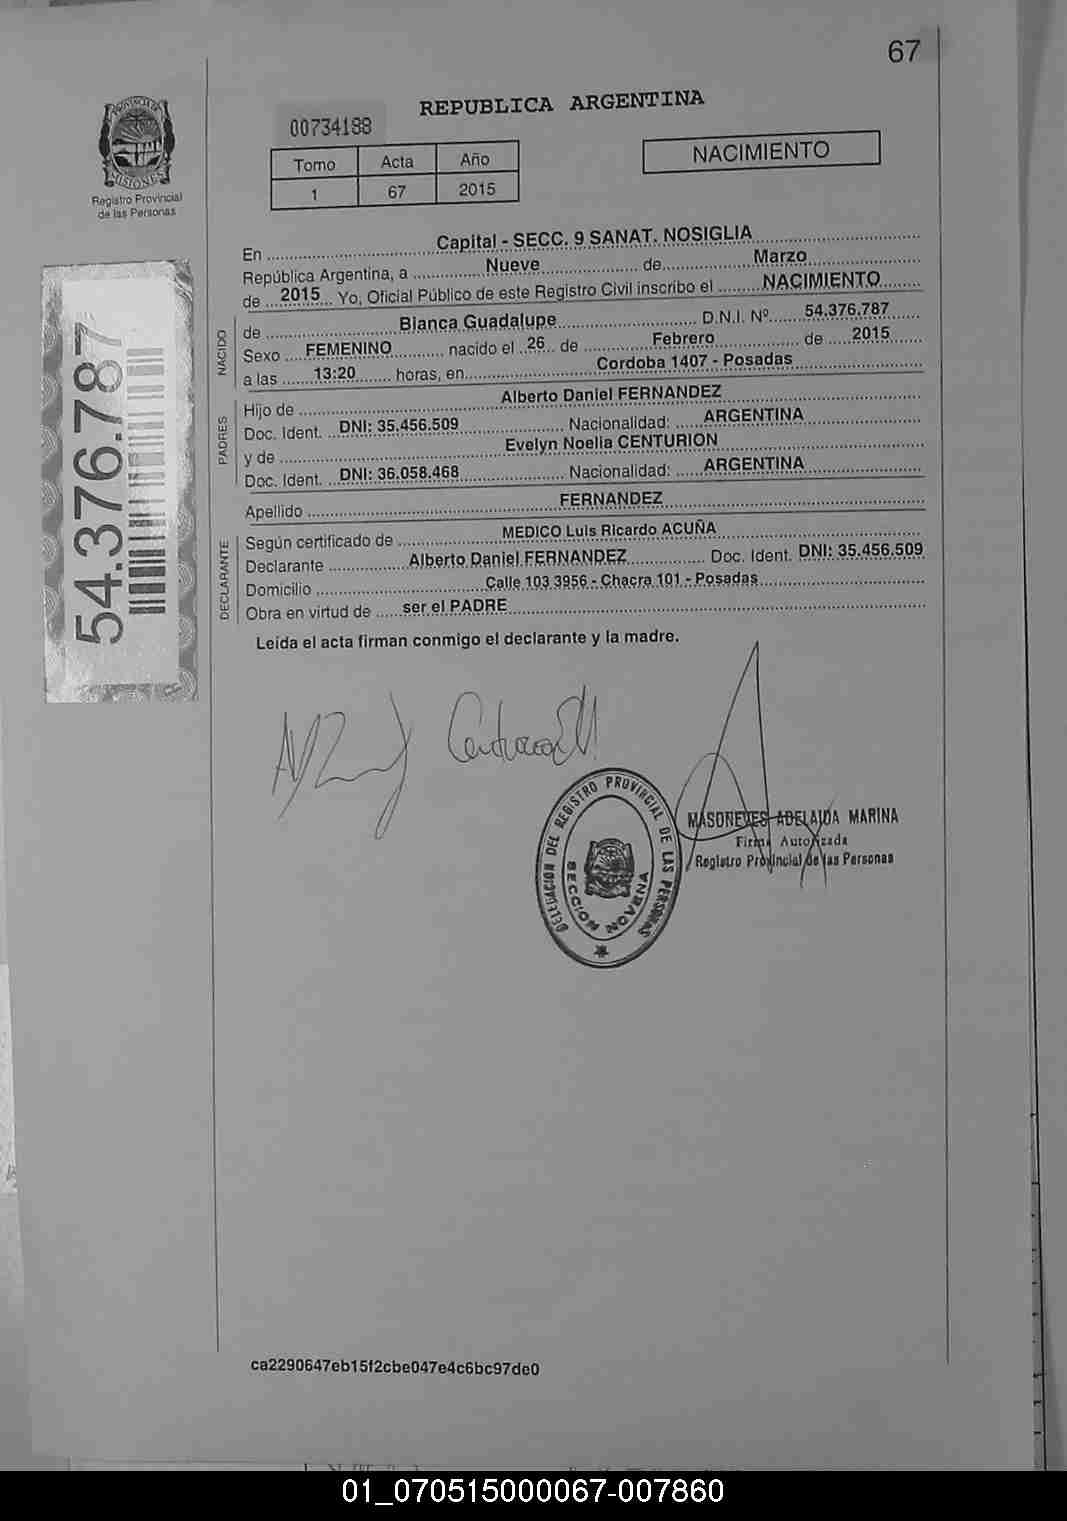 67
REPUBLICA ARGENTINA
00734188
Tomo Acta Año
1 67 2015
NACIMIENTO
PROVINCIA DE
MISIONES
Registro Provincial
de las Personas
En Capital - SECC. 9 SANAT. NOSIGLIA
República Argentina, a Nueve de Marzo
de 2015 Yo, Oficial Público de este Registro Civil inscribo el NACIMIENTO
NACIDO
de Blanca Guadalupe D.N.I. Nº 54.376.787
Sexo FEMENINO nacido el 26 de Febrero de 2015
a las 13:20 horas, en Cordoba 1407 - Posadas
PADRES
Hijo de Alberto Daniel FERNANDEZ
Doc. Ident. DNI: 35.456.509 Nacionalidad: ARGENTINA
y de Evelyn Noelia CENTURION
Doc. Ident. DNI: 36.058.468 Nacionalidad: ARGENTINA
Apellido FERNANDEZ
DECLARANTE
Según certificado de MEDICO Luis Ricardo ACUÑA
Declarante Alberto Daniel FERNANDEZ Doc. Ident. DNI: 35.456.509
Domicilio Calle 103 3956 - Chacra 101 - Posadas
Obra en virtud de ser el PADRE
Leída el acta firman conmigo el declarante y la madre.
54.376.787
DELEGACION DEL REGISTRO PROVINCIAL DE LAS PERSONAS
SECCION NOVENA
MASDNEVES ADELAIDA MARINA
Firma Autorizada
Registro Provincial de las Personas
ca2290647eb15f2cbe047e4c6bc97de0
01_070515000067-007860